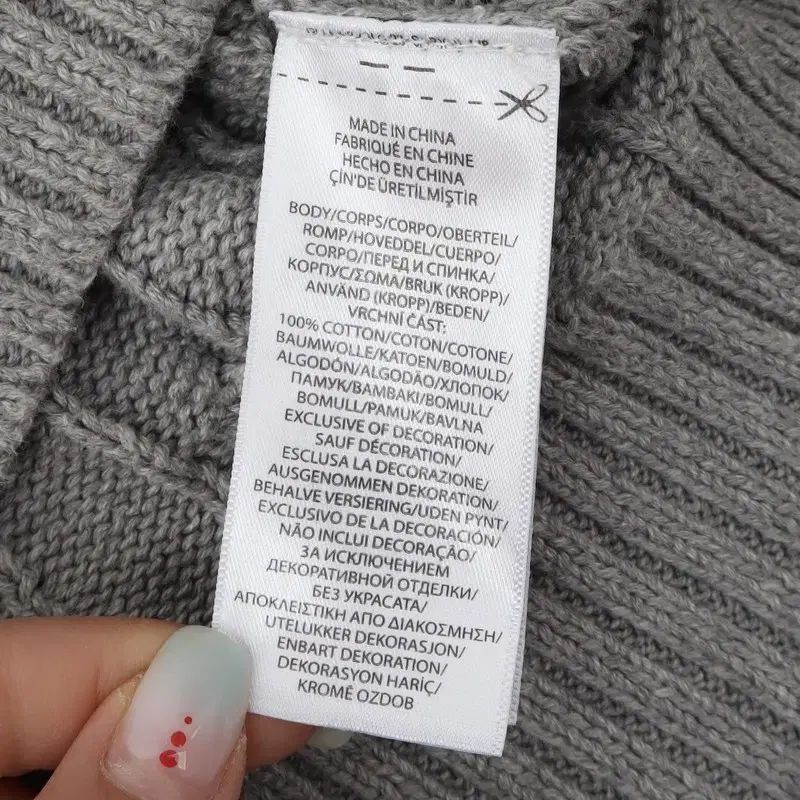 MADE IN CHINA
FABRIQUÉ EN CHINE
HECHO EN CHINA
ÇİN'DE ÜRETİLMİŞTİR
BODY/CORPS/CORPO/OBERTEIL/
ROMP/HOVEDDEL/CUERPO/
CORPO/ПЕРЕД И СПИНКА/
КОРПУС/ΣΩΜΑ/BRUK (KROPP)/
ANVÄND (KROPP)/BEDEN/
VRCHNÍ ČÁST:
100% COTTON/COTON/COTONE/
BAUMWOLLE/KATOEN/BOMULD/
ALGODÓN/ALGODÃO/ХЛОПОК/
ПАМУК/ΒΑΜΒΑΚΙ/BOMULL/
BOMULL/PAMUK/BAVLNA
EXCLUSIVE OF DECORATION/
SAUF DÉCORATION/
ESCLUSA LA DECORAZIONE/
AUSGENOMMEN DEKORATION/
BEHALVE VERSIERING/UDEN PYNT/
EXCLUSIVO DE LA DECORACIÓN/
NÃO INCLUI DECORAÇÃO/
ЗА ИСКЛЮЧЕНИЕМ
ДЕКОРАТИВНОЙ ОТДЕЛКИ/
БЕЗ УКРАСАТА/
ΑΠΟΚΛΕΙΣΤΙΚΗ ΑΠΟ ΔΙΑΚΟΣΜΗΣΗ/
UTELUKKER DEKORASJON/
ENBART DEKORATION/
DEKORASYON HARİÇ/
KROMĚ OZDOB